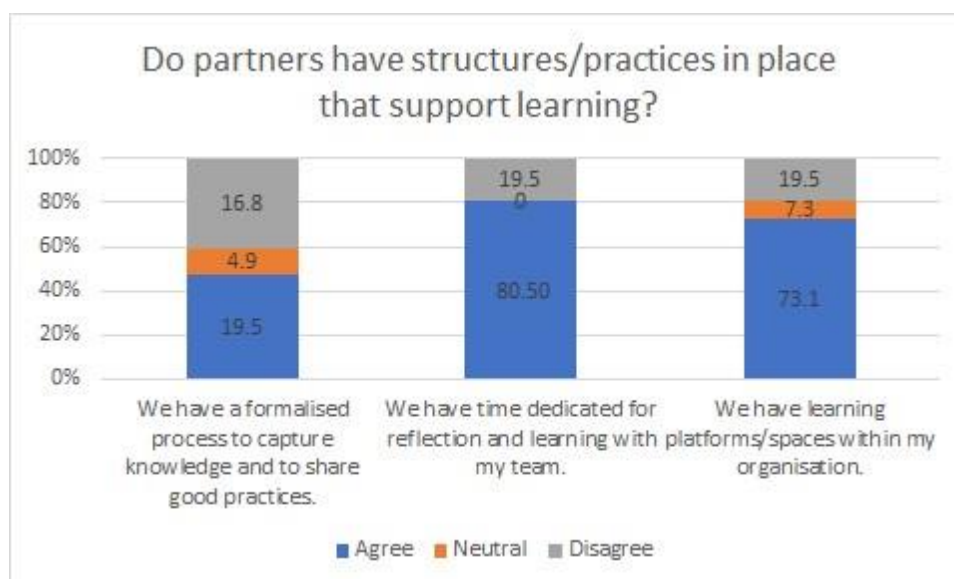 Do partners have structures/practices in place
that support learning?
100%
80%
60%
40%
20%
0%
16.8
4.9
19.5
19.5
0
80.50
19.5
7.3
73.1
We have a formalised
process to capture
knowledge and to share
good practices.
We have time dedicated for
reflection and learning with
my team.
We have learning
platforms/spaces within my
organisation.
Agree
Neutral
Disagree